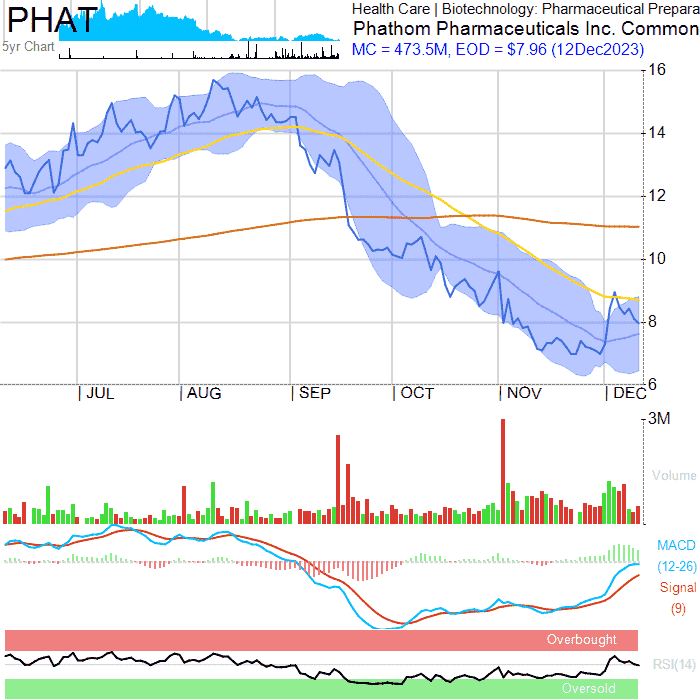 PHAT
Health Care | Biotechnology: Pharmaceutical Prepara
Phathom Pharmaceuticals Inc. Common
5yr Chart
MC = 473.5M, EOD = $7.96 (12Dec2023)
16
14
12
10
8
6
| JUL | AUG | SEP | OCT | NOV | DEC
3M
Volume
MACD
(12-26)
Signal
(9)
Overbought
RSI(14)
Oversold